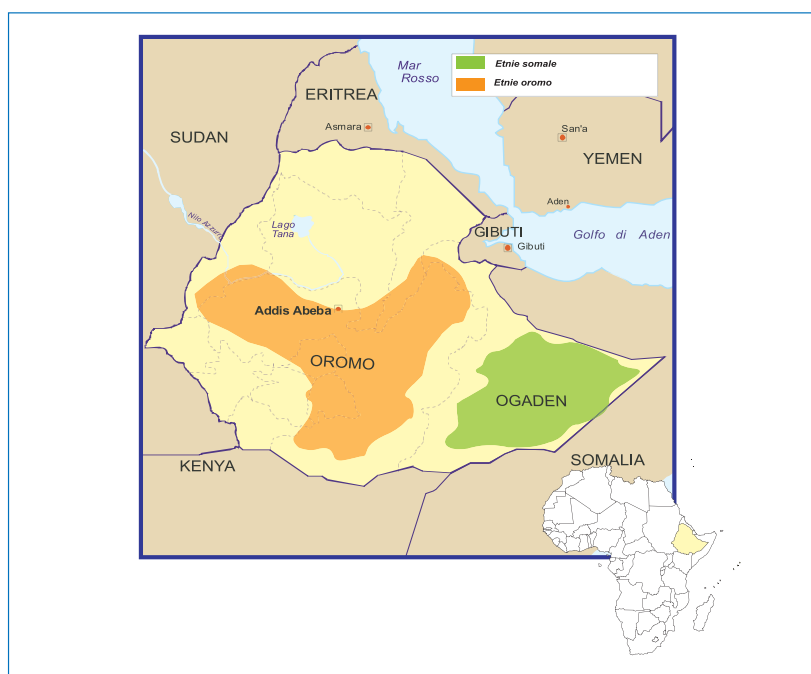 Mar
Rosso
Etnie somale
Etnie oromo
ERITREA
Asmara
SUDAN
San'a
YEMEN
Aden
Nilo Azzurro
Lago
Tana
GIBUTI
Gibuti
Golfo di Aden
Addis Abeba
OROMO
OGADEN
KENYA
SOMALIA